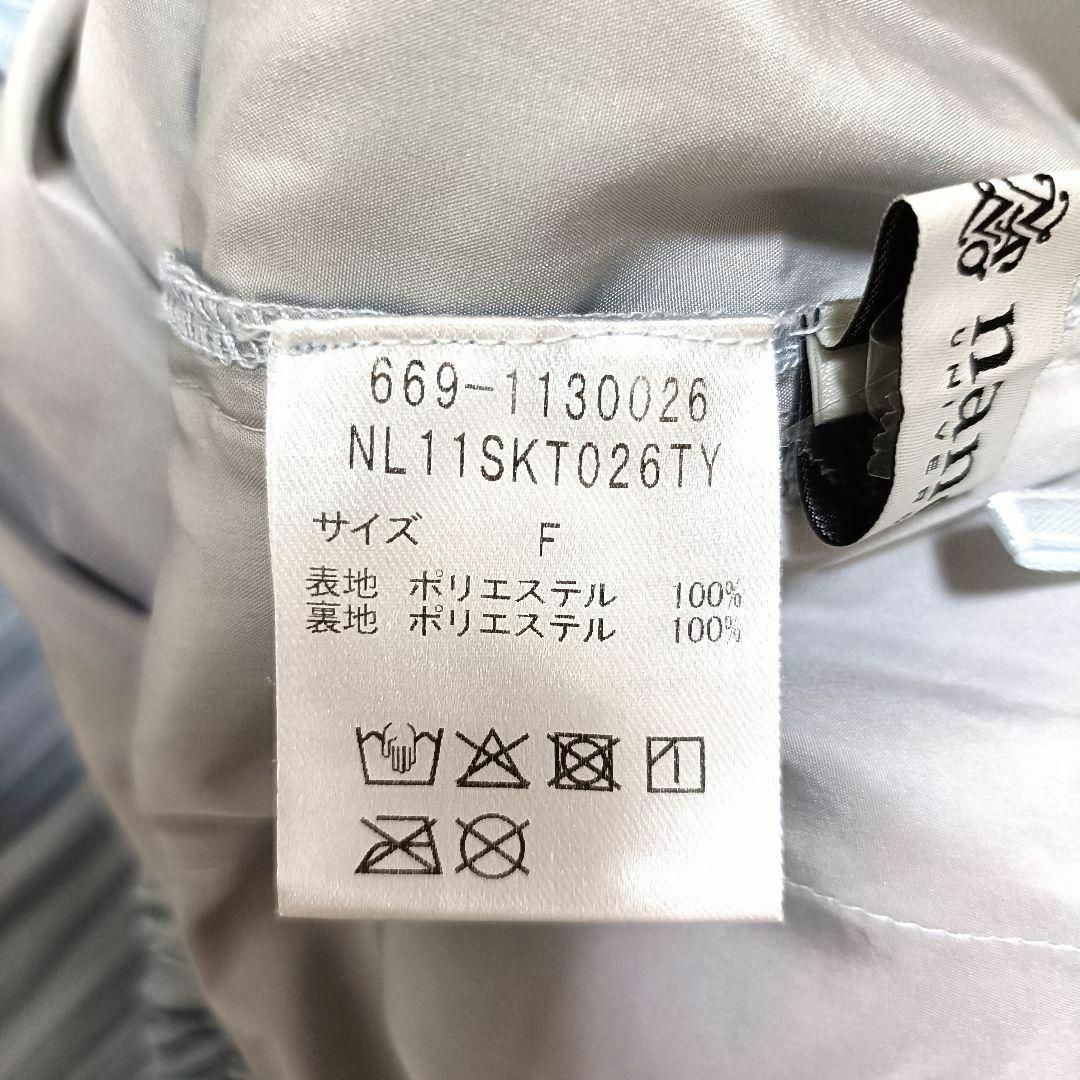 669-1130026
NL11SKT026TY
サイズ F
表地 ポリエステル 100%
裏地 ポリエステル 100%